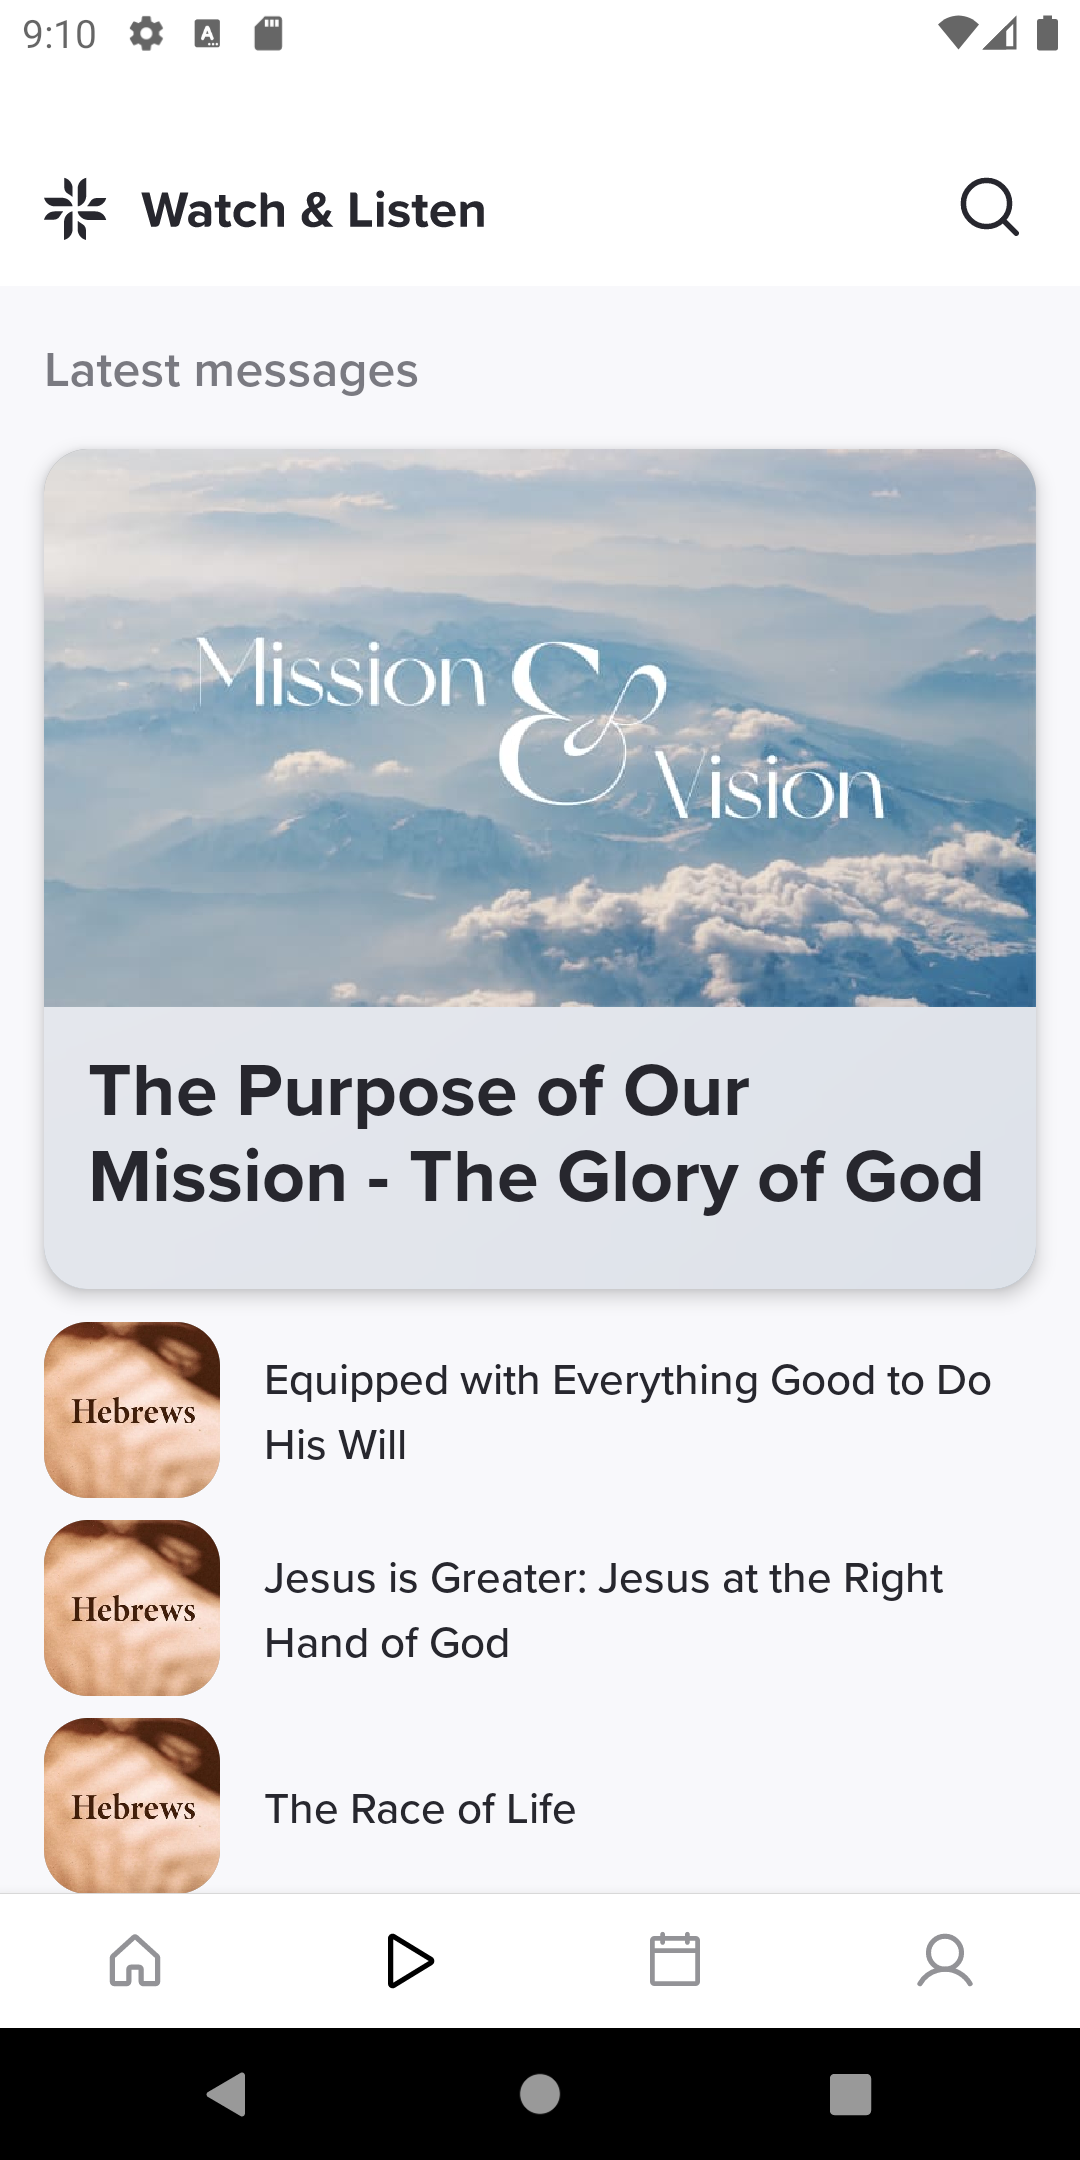 9:10
Watch & Listen
Latest messages
Mission &
Vision
The Purpose of Our
Mission - The Glory of God
Hebrews
Equipped with Everything Good to Do
His Will
Hebrews
Jesus is Greater: Jesus at the Right
Hand of God
Hebrews
The Race of Life